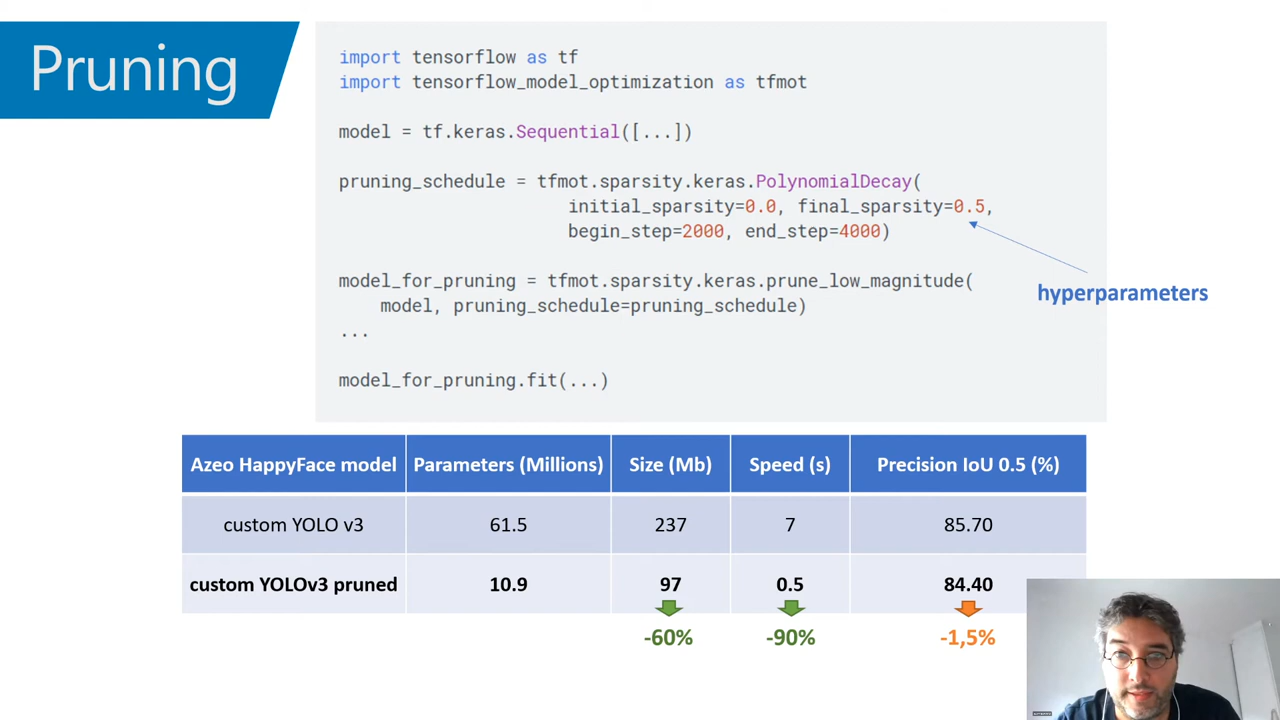 Pruning
import tensorflow as tf
import tensorflow_model_optimization as tfmot
model = tf.keras.Sequential([...])
pruning_schedule = tfmot.sparsity.keras.PolynomialDecay(
initial_sparsity=0.0, final_sparsity=0.5,
begin_step=2000, end_step=4000)
hyperparameters
model_for_pruning = tfmot.sparsity.keras.prune_low_magnitude(
model, pruning_schedule=pruning_schedule)
...
model_for_pruning.fit(...)
Azeo HappyFace model Parameters (Millions) Size (Mb) Speed (s) Precision IoU 0.5 (%)
custom YOLO v3 61.5 237 7 85.70
custom YOLOv3 pruned 10.9 97 0.5 84.40
-60% -90% -1,5%